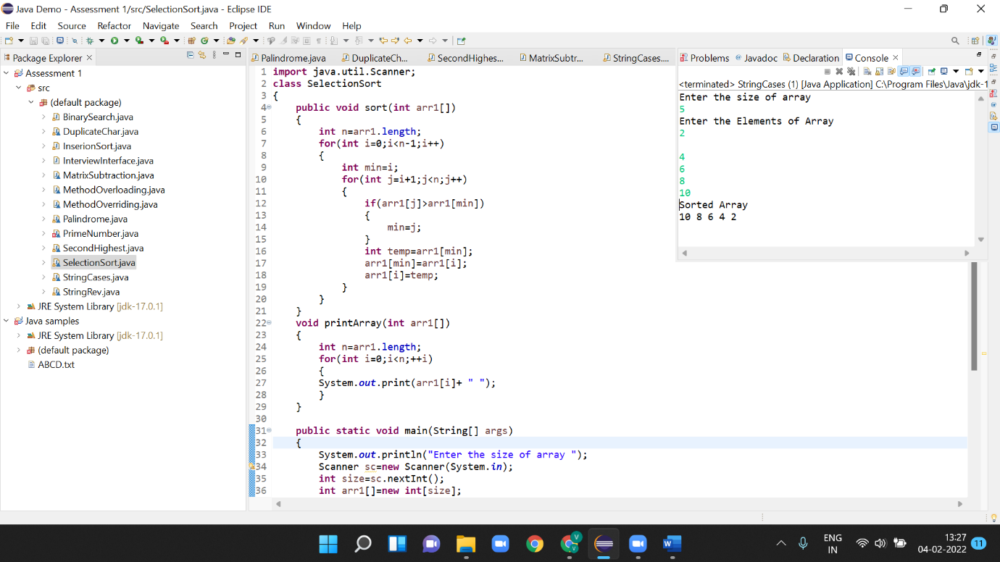 Java Demo - Assessment 1/src/SelectionSort.java - Eclipse IDE
File Edit Source Refactor Navigate Search Project Run Window Help
Package Explorer
Assessment 1
src
(default package)
BinarySearch.java
DuplicateChar.java
InserionSort.java
InterviewInterface.java
MatrixSubtraction.java
MethodOverloading.java
MethodOverriding.java
Palindrome.java
PrimeNumber.java
SecondHighest.java
SelectionSort.java
StringCases.java
StringRev.java
JRE System Library [jdk-17.0.1]
Java samples
JRE System Library [jdk-17.0.1]
(default package)
ABCD.txt
Palindrome.java DuplicateCh... SecondHighes... MatrixSubtr... StringCases....
1 import java.util.Scanner;
2 class SelectionSort
3 {
4 public void sort(int arr1[])
5 {
6 int n=arr1.length;
7 for(int i=0;i<n-1;i++)
8 {
9 int min=i;
10 for(int j=i+1;j<n;j++)
11 {
12 if(arr1[j]>arr1[min])
13 {
14 min=j;
15 }
16 int temp=arr1[min];
17 arr1[min]=arr1[i];
18 arr1[i]=temp;
19 }
20 }
21 }
22 void printArray(int arr1[])
23 {
24 int n=arr1.length;
25 for(int i=0;i<n;++i)
26 {
27 System.out.print(arr1[i]+ " ");
28 }
29 }
30
31 public static void main(String[] args)
32 {
33 System.out.println("Enter the size of array ");
34 Scanner sc=new Scanner(System.in);
35 int size=sc.nextInt();
36 int arr1[]=new int[size];
Problems Javadoc Declaration Console
<terminated> StringCases (1) [Java Application] C:\Program Files\Java\jdk-1
Enter the size of array
5
Enter the Elements of Array
2
4
6
8
10
Sorted Array
10 8 6 4 2
ENG
IN
13:27
04-02-2022
11